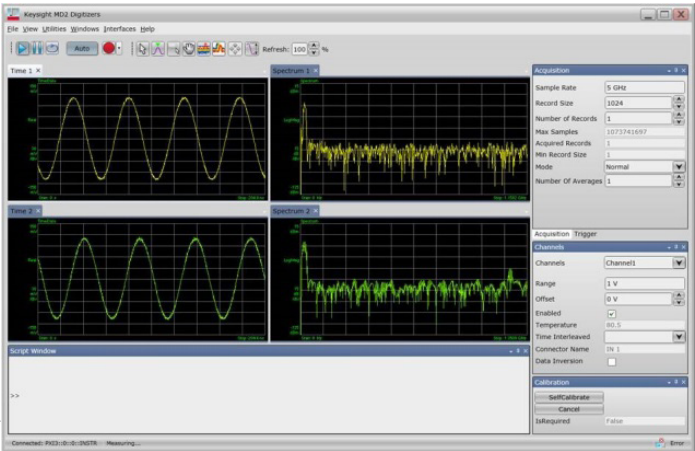 Keysight MD2 Digitizers
File View Utilities Windows Interfaces Help
Auto Refresh: 100 %
Time 1 × Spectrum 1 ×
Time 2 × Spectrum 2 ×
Script Window
>>
Acquisition
Sample Rate 5 GHz
Record Size 1024
Number of Records 1
Max Samples 1073741697
Acquired Records 1
Min Record Size 1
Mode Normal
Number Of Averages 1
Acquisition Trigger
Channels
Channels Channel1
Range 1 V
Offset 0 V
Enabled
Temperature 80.5
Time Interleaved
Connector Name IN 1
Data Inversion
Calibration
SelfCalibrate
Cancel
IsRequired False
Connected: PXI3::0::0::INSTR Measuring... Error